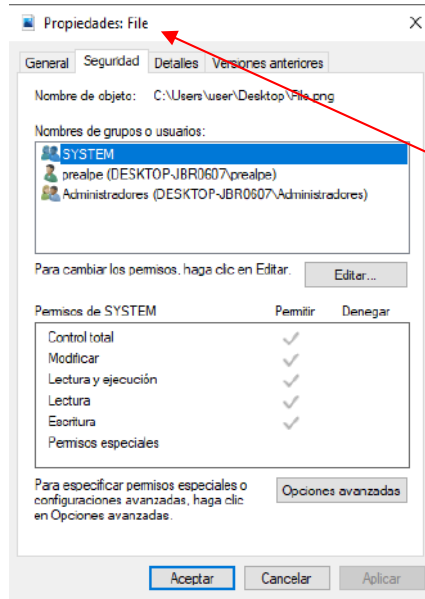 Propiedades: File
General Seguridad Detalles Versiones anteriores
Nombre de objeto: C:\Users\user\Desktop\File.png
Nombres de grupos o usuarios:
SYSTEM
prealpe (DESKTOP-JBR0607\prealpe)
Administradores (DESKTOP-JBR0607\Administradores)
Para cambiar los permisos, haga clic en Editar. Editar...
Permisos de SYSTEM Permitir Denegar
Control total
Modificar
Lectura y ejecución
Lectura
Escritura
Permisos especiales
Para especificar permisos especiales o
configuraciones avanzadas, haga clic
en Opciones avanzadas.
Opciones avanzadas
Aceptar Cancelar Aplicar